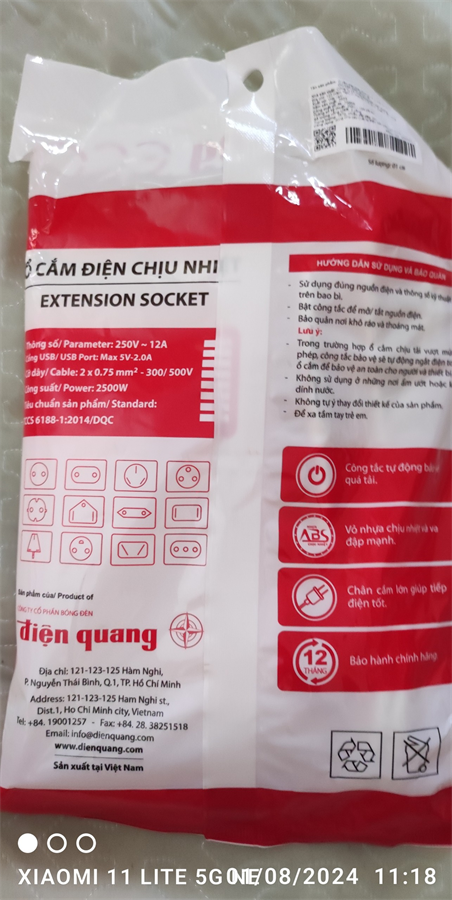 Số lượng: 01 cái
Ổ CẮM ĐIỆN CHỊU NHI
EXTENSION SOCKET
Thông số/ Parameter: 250V ~ 12A
Cổng USB/ USB Port: Max 5V-2.0A
Cỡ dây/ Cable: 2 x 0.75 mm² - 300/ 500V
Công suất/ Power: 2500W
Tiêu chuẩn sản phẩm/ Standard:
TCCS 6188-1:2014/DQC
Sản phẩm của/ Product of
CÔNG TY CỔ PHẦN BÓNG ĐÈN
điện quang
Địa chỉ: 121-123-125 Hàm Nghi,
P. Nguyễn Thái Bình, Q.1, TP. Hồ Chí Minh
Address: 121-123-125 Ham Nghi st.,
Dist.1, Ho Chi Minh city, Vietnam
Tel: +84. 19001257 - Fax: +84. 28. 38251518
Email: info@dienquang.com
www.dienquang.com
Sản xuất tại Việt Nam
HƯỚNG DẪN SỬ DỤNG VÀ BẢO QUẢN
- Sử dụng đúng nguồn điện và thông số kỹ thuật
trên bao bì.
- Bật công tắc để mở/ tắt nguồn điện.
- Bảo quản nơi khô ráo và thoáng mát.
Lưu ý:
- Trong trường hợp ổ cắm chịu tải vượt mức
phép, công tắc bảo vệ sẽ tự động ngắt điện
ổ cắm để bảo vệ an toàn cho người và thiết bị
- Không sử dụng ở những nơi ẩm ướt hoặc
dính nước.
- Không tự ý thay đổi thiết kế của sản phẩm.
- Để xa tầm tay trẻ em.
Công tắc tự động bảo
quá tải.
ABS
Vỏ nhựa chịu nhiệt và va
đập mạnh.
Chân cắm lớn giúp tiếp
điện tốt.
12
THÁNG
Bảo hành chính hãng
XIAOMI 11 LITE 5G NE
01/08/2024 11:18